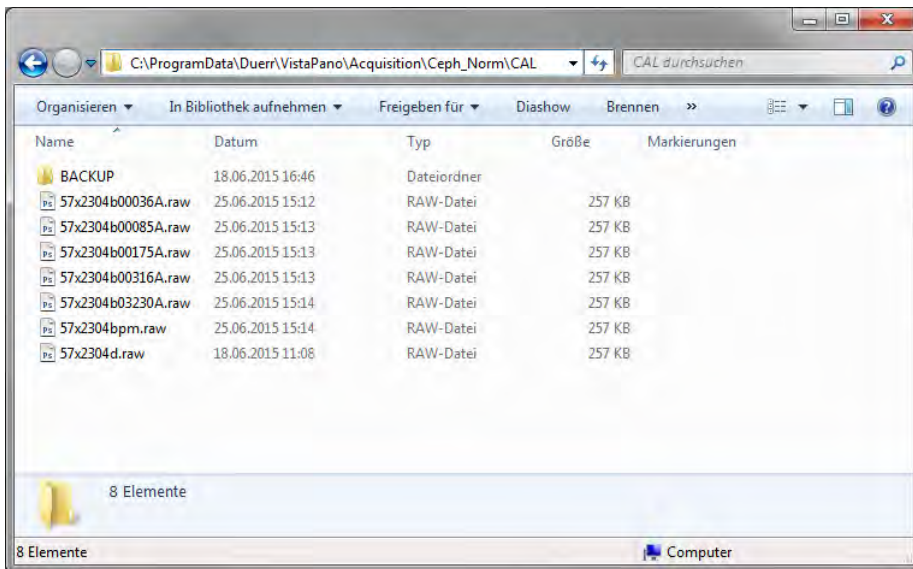 C:\ProgramData\Duerr\VistaPano\Acquisition\Ceph_Norm\CAL CAL durchsuchen
Organisieren In Bibliothek aufnehmen Freigeben für Diashow Brennen »
Name Datum Typ Größe Markierungen
BACKUP 18.06.2015 16:46 Dateiordner
57x2304b00036A.raw 25.06.2015 15:12 RAW-Datei 257 KB
57x2304b00085A.raw 25.06.2015 15:13 RAW-Datei 257 KB
57x2304b00175A.raw 25.06.2015 15:13 RAW-Datei 257 KB
57x2304b00316A.raw 25.06.2015 15:13 RAW-Datei 257 KB
57x2304b03230A.raw 25.06.2015 15:14 RAW-Datei 257 KB
57x2304bpm.raw 25.06.2015 15:14 RAW-Datei 257 KB
57x2304d.raw 18.06.2015 11:08 RAW-Datei 257 KB
8 Elemente
8 Elemente Computer